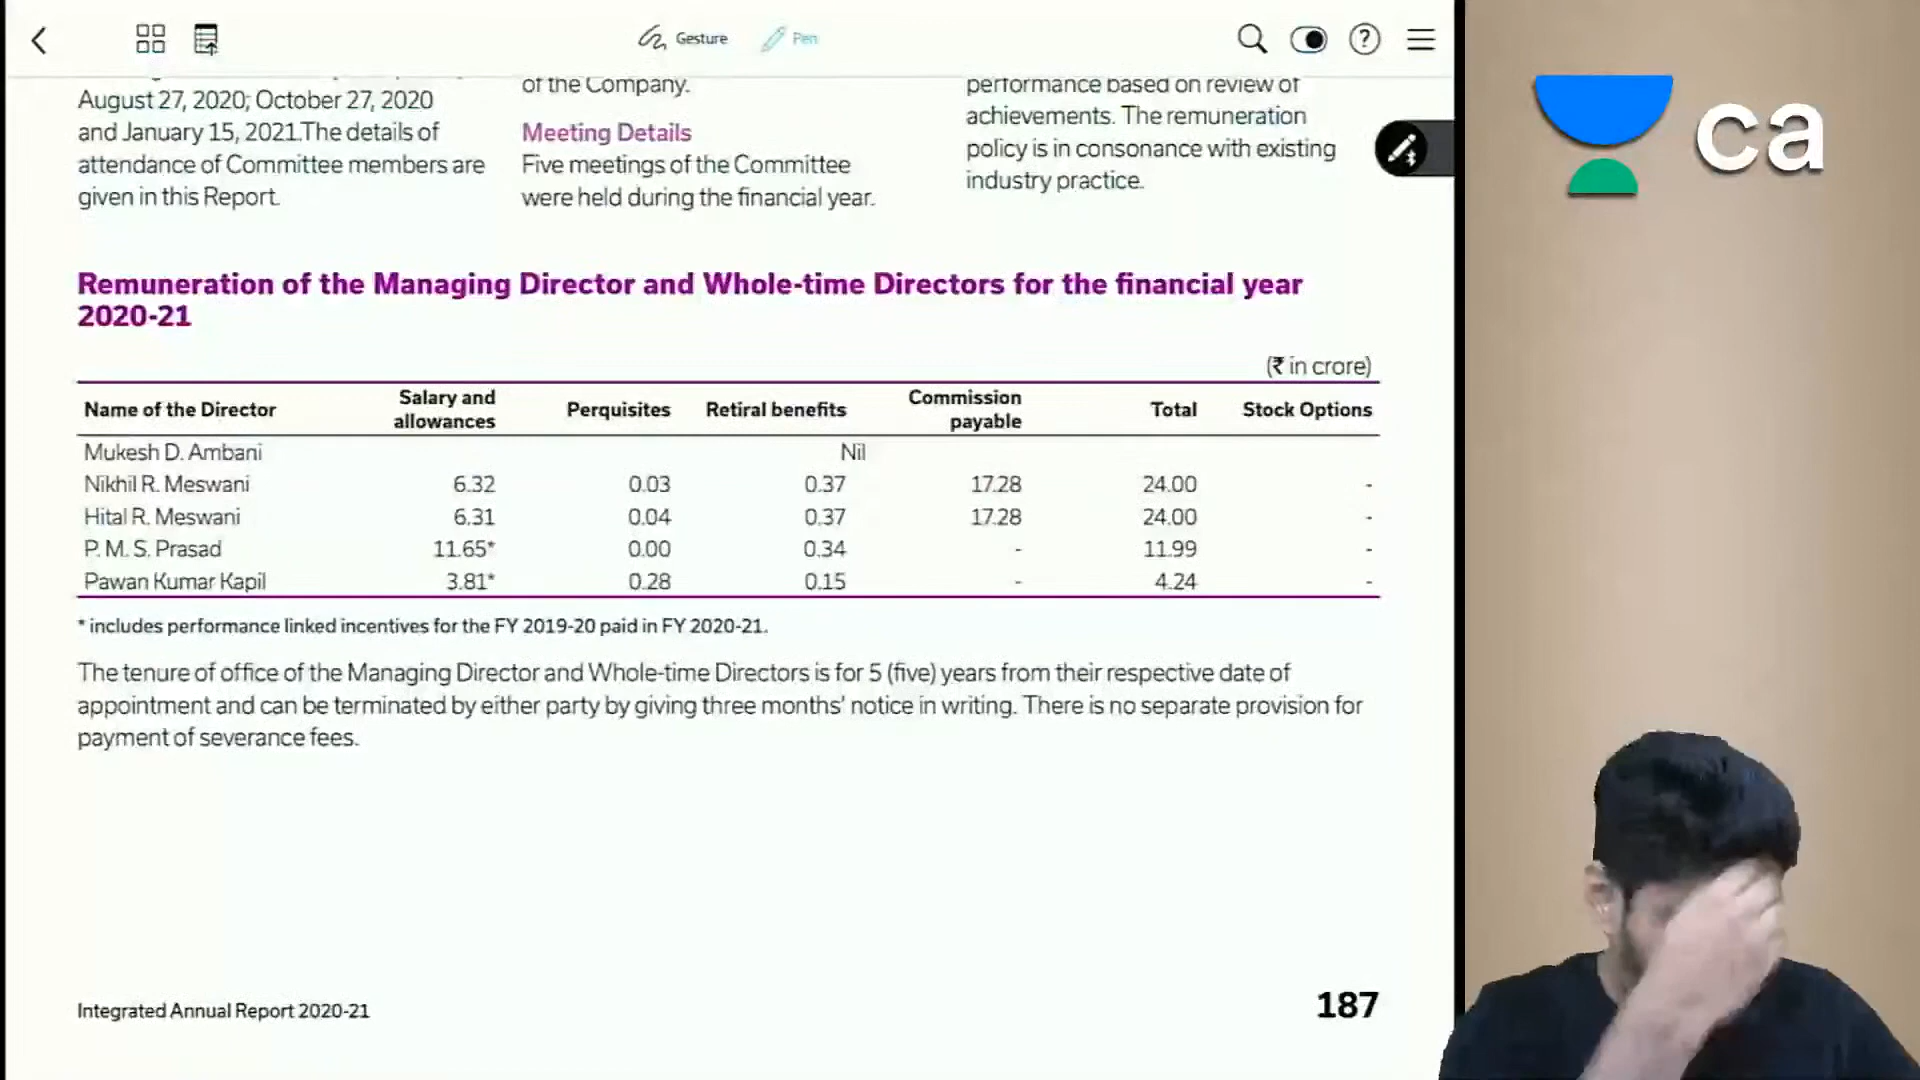 Gesture
Pen
of the Company.
performance based on review of
August 27, 2020; October 27, 2020
and January 15, 2021.The details of
attendance of Committee members are
given in this Report.
Meeting Details
Five meetings of the Committee
were held during the financial year.
achievements. The remuneration
policy is in consonance with existing
industry practice.
ca
Remuneration of the Managing Director and Whole-time Directors for the financial year
2020-21
(₹ in crore)
Name of the Director Salary and allowances Perquisites Retiral benefits Commission payable Total Stock Options
Mukesh D. Ambani Nil
Nikhil R. Meswani 6.32 0.03 0.37 17.28 24.00 -
Hital R. Meswani 6.31 0.04 0.37 17.28 24.00 -
P. M. S. Prasad 11.65* 0.00 0.34 - 11.99 -
Pawan Kumar Kapil 3.81* 0.28 0.15 - 4.24 -
* includes performance linked incentives for the FY 2019-20 paid in FY 2020-21.
The tenure of office of the Managing Director and Whole-time Directors is for 5 (five) years from their respective date of
appointment and can be terminated by either party by giving three months' notice in writing. There is no separate provision for
payment of severance fees.
Integrated Annual Report 2020-21
187